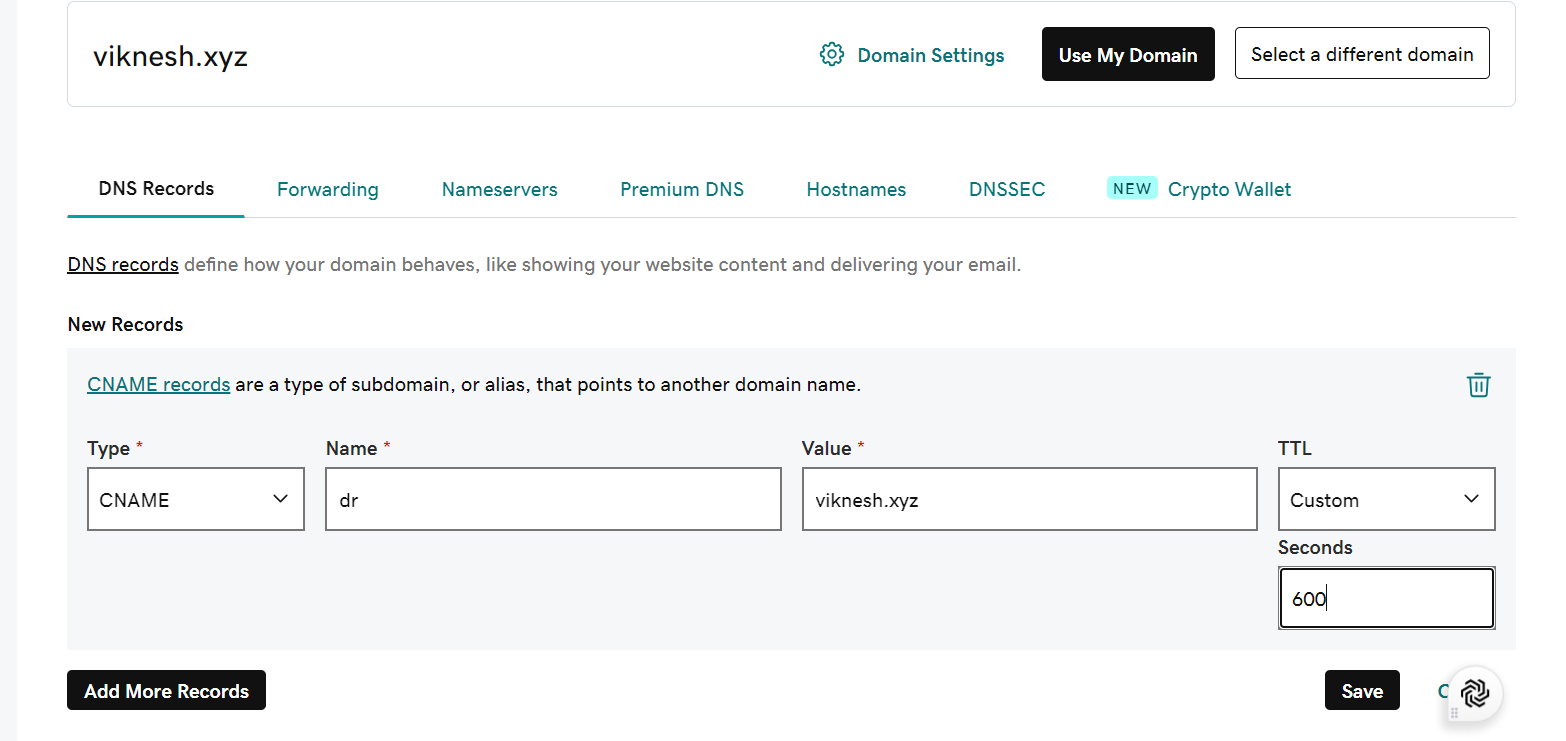 viknesh.xyz
Domain Settings
Use My Domain
Select a different domain
DNS Records
Forwarding
Nameservers
Premium DNS
Hostnames
DNSSEC
NEW Crypto Wallet
DNS records define how your domain behaves, like showing your website content and delivering your email.
New Records
CNAME records are a type of subdomain, or alias, that points to another domain name.
Type *
Name *
Value *
TTL
CNAME
dr
viknesh.xyz
Custom
Seconds
600
Add More Records
Save